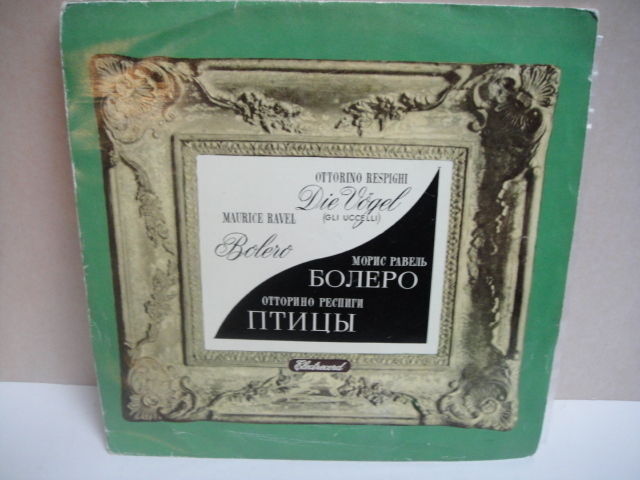 OTTORINO RESPIGHI
Die Vögel
(GLI UCCELLI)
MAURICE RAVEL
Bolero
МОРИС РАВЕЛЬ
БОЛЕРО
ОТТОРИНО РЕСПИГИ
ПТИЦЫ
Electrecord